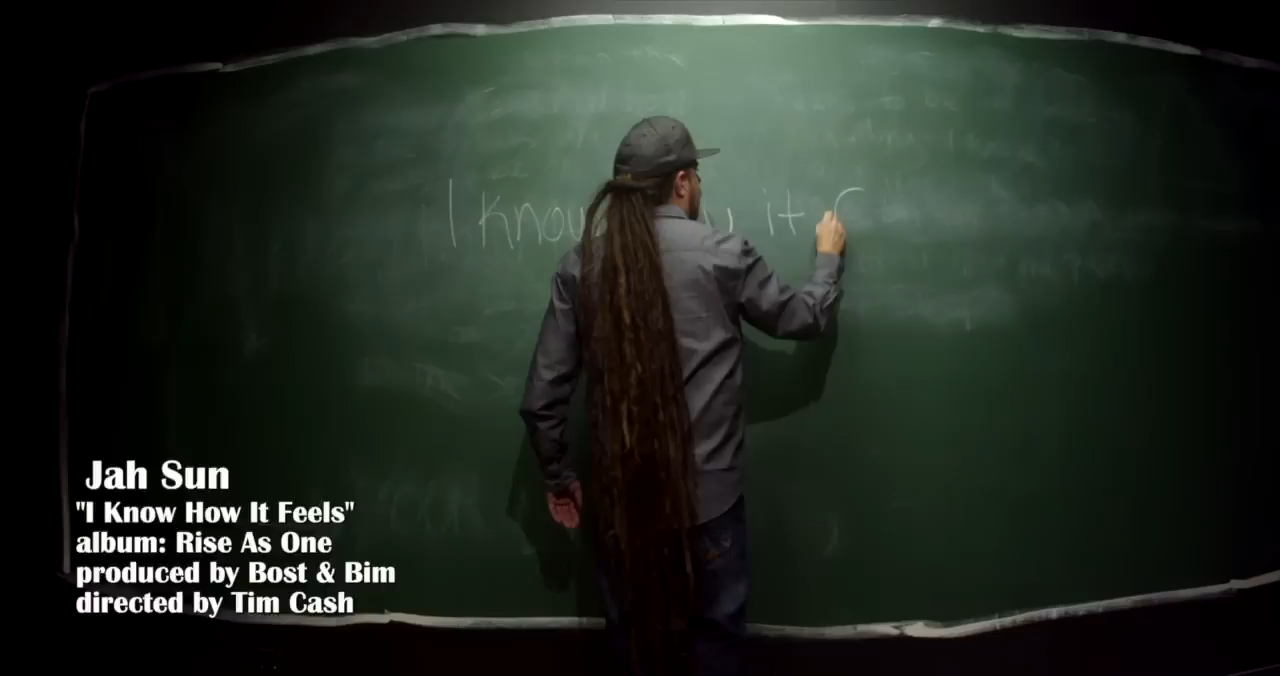 I Know it
Jah Sun
"I Know How It Feels"
album: Rise As One
produced by Bost & Bim
directed by Tim Cash